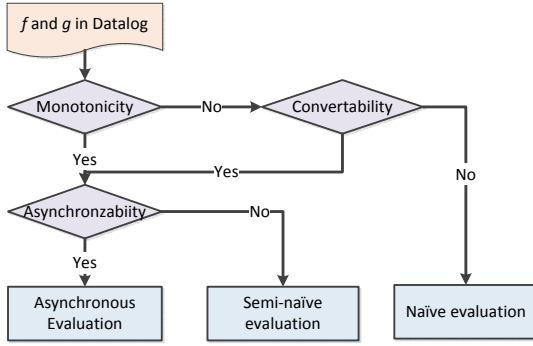 f and g in Datalog
Monotonicity
No
Convertability
Yes
Yes
No
Asynchronzabiity
No
Yes
Asynchronous
Evaluation
Semi-naïve
evaluation
Naïve evaluation